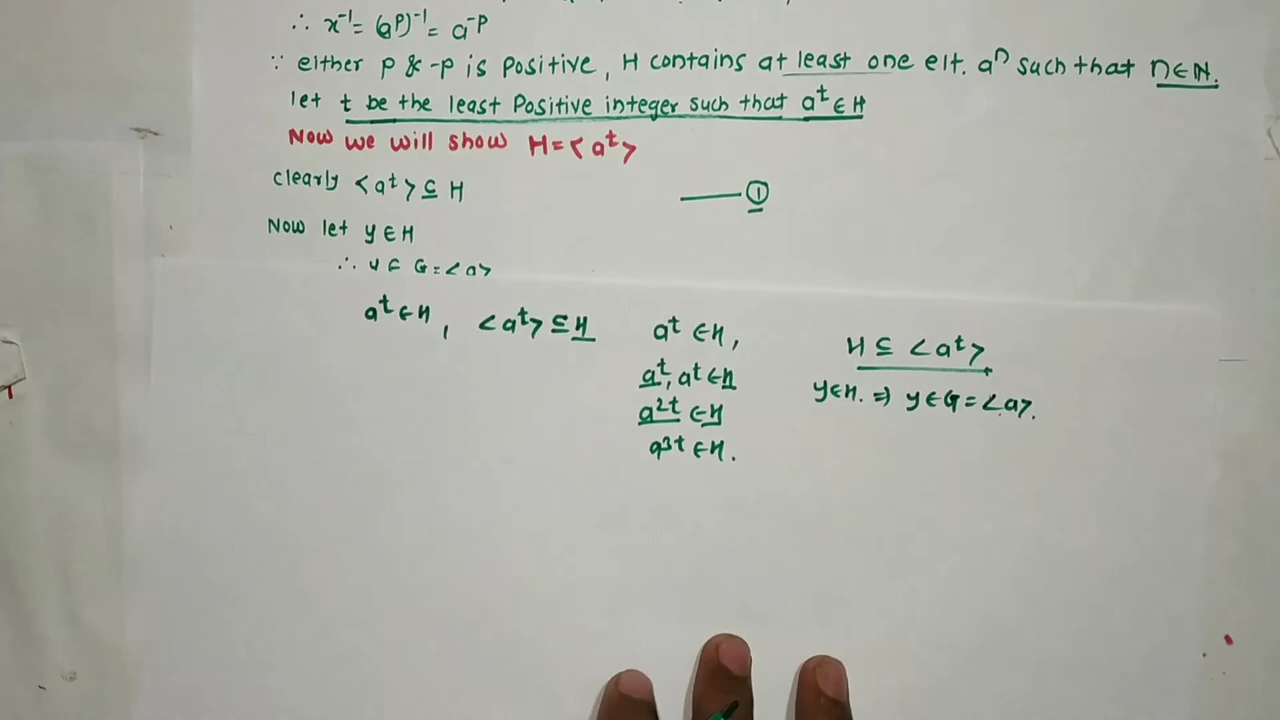 ∴ x⁻¹ = (aᵖ)⁻¹ = a⁻ᵖ
∵ either p & -p is Positive, H contains at least one elt. aⁿ such that n∈N.
let t be the least Positive integer such that aᵗ ∈ H
Now we will show H = <aᵗ>
clearly <aᵗ> ⊆ H ——— ①
Now let y ∈ H
∴ y ∈ G = <a>
aᵗ ∈ H, <aᵗ> ⊆ H
aᵗ ∈ H,
aᵗ, aᵗ ∈ H
a²ᵗ ∈ H
a³ᵗ ∈ H.
H ⊆ <aᵗ>
y∈H. ⇒ y∈G = <a>.